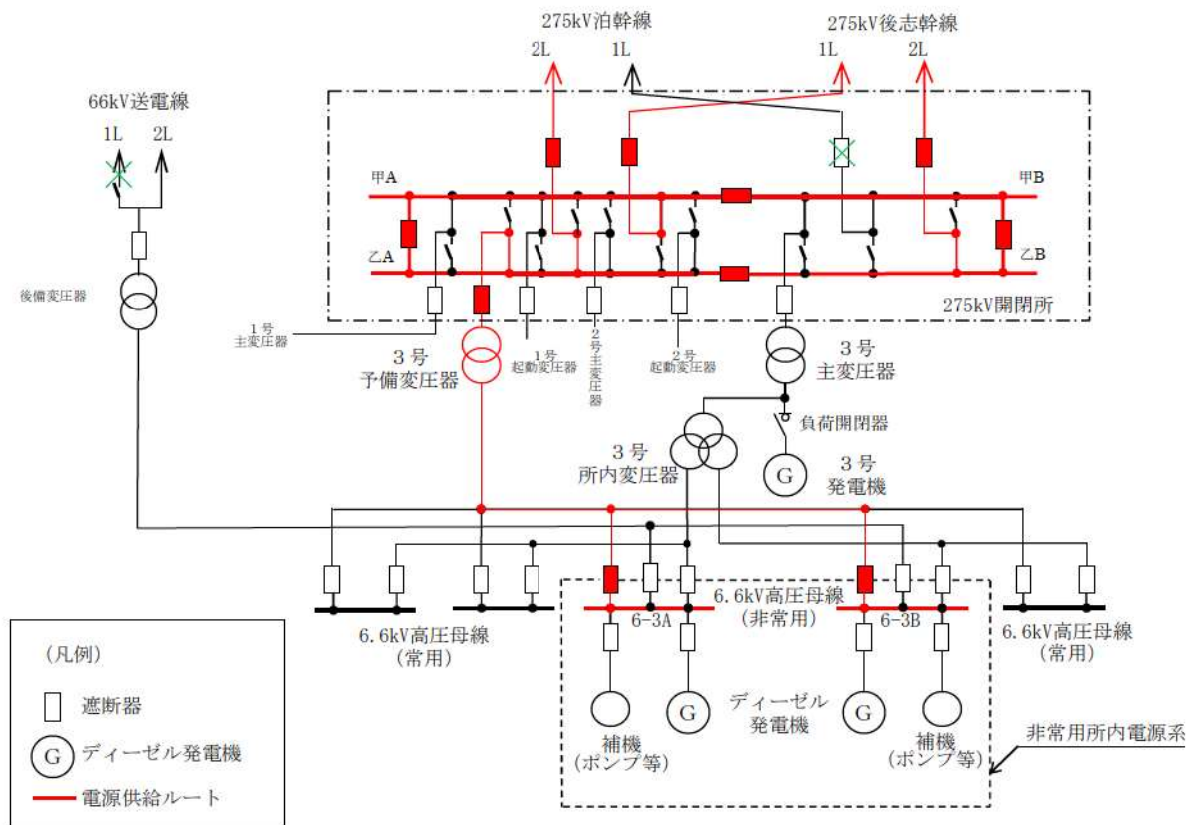 275kV泊幹線
275kV後志幹線
2L
1L
1L
2L
66kV送電線
1L
2L
甲A
甲B
乙A
乙B
275kV開閉所
後備変圧器
1号
主変圧器
3号
予備変圧器
1号
起動変圧器
2号主変圧器
2号
起動変圧器
3号
主変圧器
負荷開閉器
3号
所内変圧器
G
3号
発電機
6.6kV高圧母線
(常用)
6-3A
6.6kV高圧母線
(非常用)
6-3B
6.6kV高圧母線
(常用)
G
ディーゼル
発電機
G
補機
(ポンプ等)
補機
(ポンプ等)
非常用所内電源系
(凡例)
遮断器
G
ディーゼル発電機
電源供給ルート